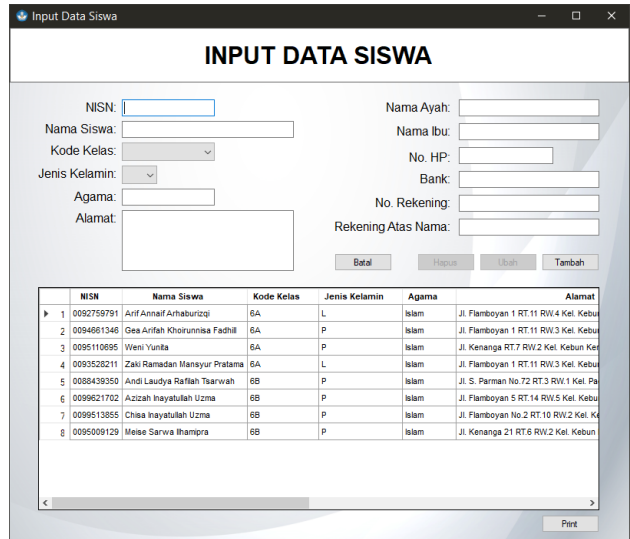 Input Data Siswa
INPUT DATA SISWA
NISN:
Nama Siswa:
Kode Kelas:
Jenis Kelamin:
Agama:
Alamat:
Nama Ayah:
Nama Ibu:
No. HP:
Bank:
No. Rekening:
Rekening Atas Nama:
Batal Hapus Ubah Tambah
NISN Nama Siswa Kode Kelas Jenis Kelamin Agama Alamat
1 0092759791 Arif Annaif Arhaburizqi 6A L Islam Jl. Flamboyan 1 RT.11 RW.4 Kel. Kebu
2 0094661346 Gea Arifah Khoirunnisa Fadhill 6A P Islam Jl. Flamboyan 1 RT.11 RW.3 Kel. Kebu
3 0095110695 Weni Yunita 6A P Islam Jl. Kenanga RT.7 RW.2 Kel. Kebun Ker
4 0093528211 Zaki Ramadan Mansyur Pratama 6A L Islam Jl. Flamboyan 1 RT.11 RW.3 Kel. Kebu
5 0088439350 Andi Laudya Rafilah Tsarwah 6B P Islam Jl. S. Parman No.72 RT.3 RW.1 Kel. Pa
6 0099621702 Azizah Inayatullah Uzma 6B P Islam Jl. Flamboyan 5 RT.14 RW.5 Kel. Kebu
7 0099513855 Chisa Inayatullah Uzma 6B P Islam Jl. Flamboyan No.2 RT.10 RW.2 Kel. Ke
8 0095009129 Meise Sarwa Ilhamipra 6B P Islam Jl. Kenanga 21 RT.6 RW.2 Kel. Kebun
Print